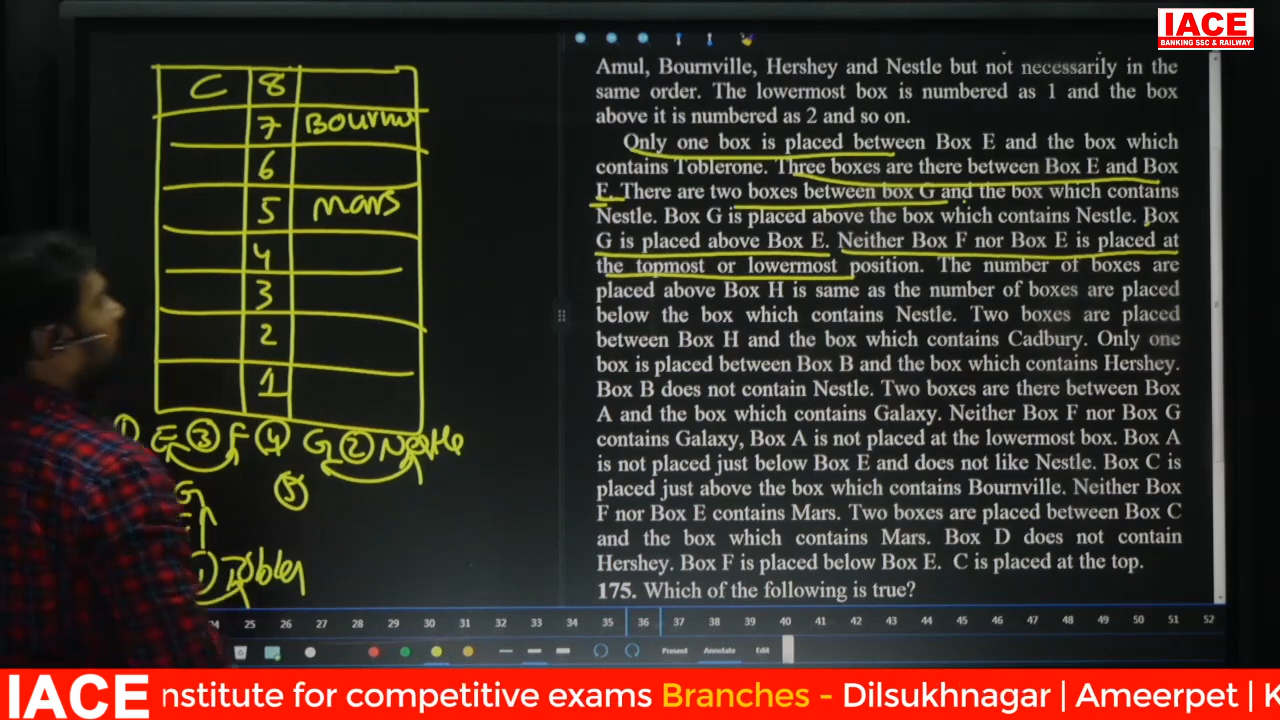 IACE
BANKING SSC & RAILWAY
C 8
7 Bournv
6
5 Mars
4
3
2
1
E 3 F 4 G 2 Nestle
5
G
Amul, Bournville, Hershey and Nestle but not necessarily in the
same order. The lowermost box is numbered as 1 and the box
above it is numbered as 2 and so on.
Only one box is placed between Box E and the box which
contains Toblerone. Three boxes are there between Box E and Box
F. There are two boxes between box G and the box which contains
Nestle. Box G is placed above the box which contains Nestle. Box
G is placed above Box E. Neither Box F nor Box E is placed at
the topmost or lowermost position. The number of boxes are
placed above Box H is same as the number of boxes are placed
below the box which contains Nestle. Two boxes are placed
between Box H and the box which contains Cadbury. Only one
box is placed between Box B and the box which contains Hershey.
Box B does not contain Nestle. Two boxes are there between Box
A and the box which contains Galaxy. Neither Box F nor Box G
contains Galaxy, Box A is not placed at the lowermost box. Box A
is not placed just below Box E and does not like Nestle. Box C is
placed just above the box which contains Bournville. Neither Box
F nor Box E contains Mars. Two boxes are placed between Box C
and the box which contains Mars. Box D does not contain
Hershey. Box F is placed below Box E. C is placed at the top.
175. Which of the following is true?
24 25 26 27 28 29 30 31 32 33 34 35 36 37 38 39 40 41 42 43 44 45 46 47 48 49 50 51 52
Present Annotate Edit
IACE nstitute for competitive exams Branches - Dilsukhnagar | Ameerpet | K